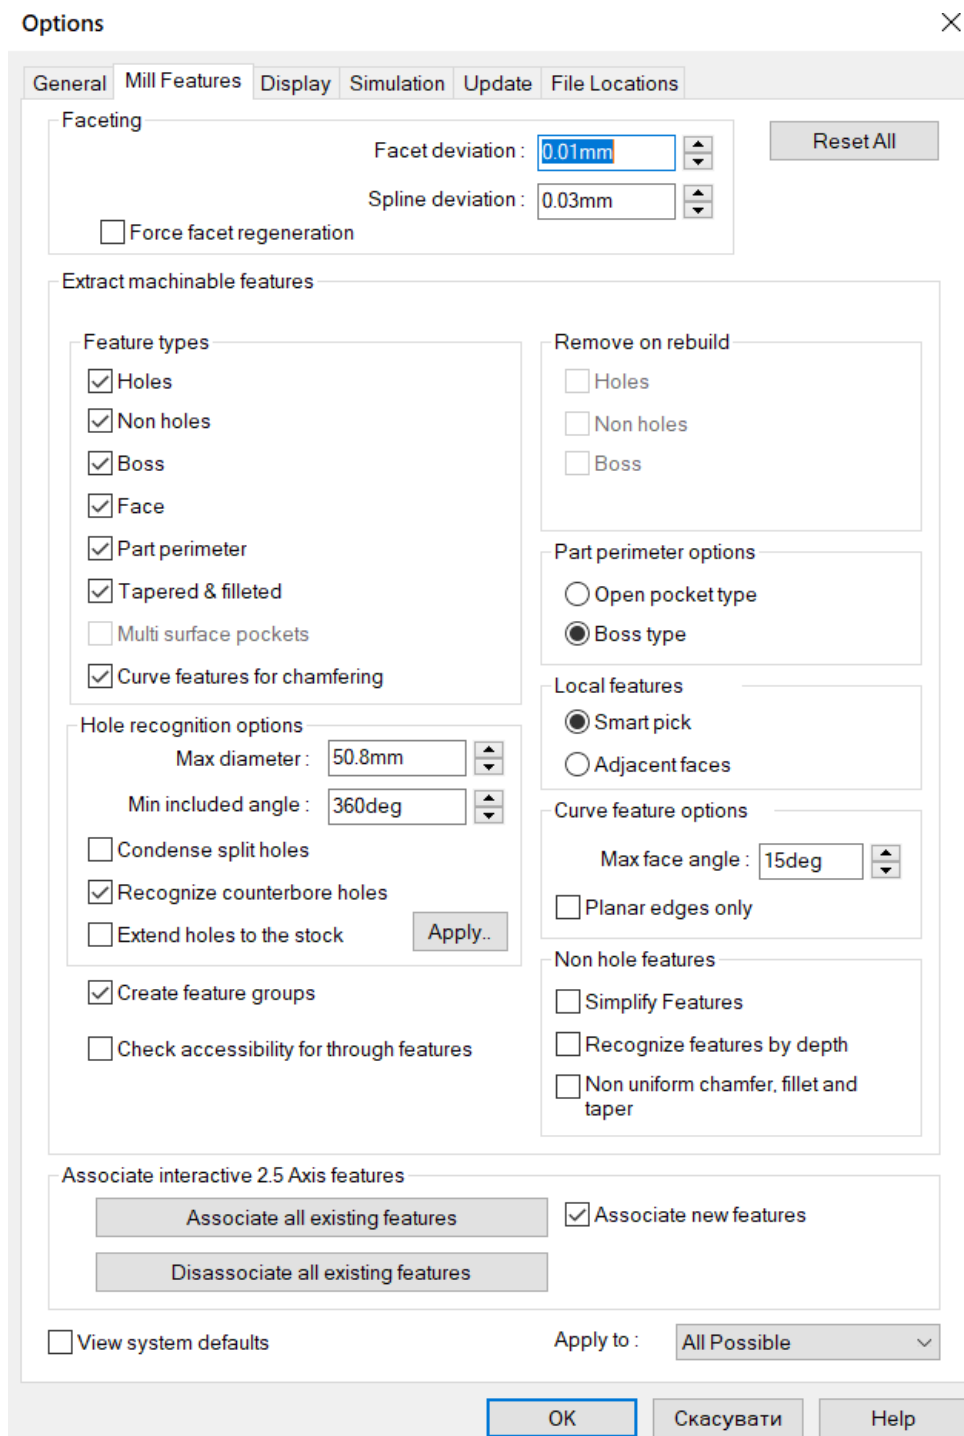 Options
General Mill Features Display Simulation Update File Locations
Faceting
Facet deviation : 0.01mm
Reset All
Spline deviation : 0.03mm
Force facet regeneration
Extract machinable features
Feature types
Holes
Non holes
Boss
Face
Part perimeter
Tapered & filleted
Multi surface pockets
Curve features for chamfering
Remove on rebuild
Holes
Non holes
Boss
Part perimeter options
Open pocket type
Boss type
Local features
Smart pick
Adjacent faces
Hole recognition options
Max diameter : 50.8mm
Min included angle : 360deg
Condense split holes
Recognize counterbore holes
Extend holes to the stock
Apply..
Curve feature options
Max face angle : 15deg
Planar edges only
Create feature groups
Check accessibility for through features
Non hole features
Simplify Features
Recognize features by depth
Non uniform chamfer, fillet and
taper
Associate interactive 2.5 Axis features
Associate all existing features
Associate new features
Disassociate all existing features
View system defaults
Apply to : All Possible
OK Скасувати Help